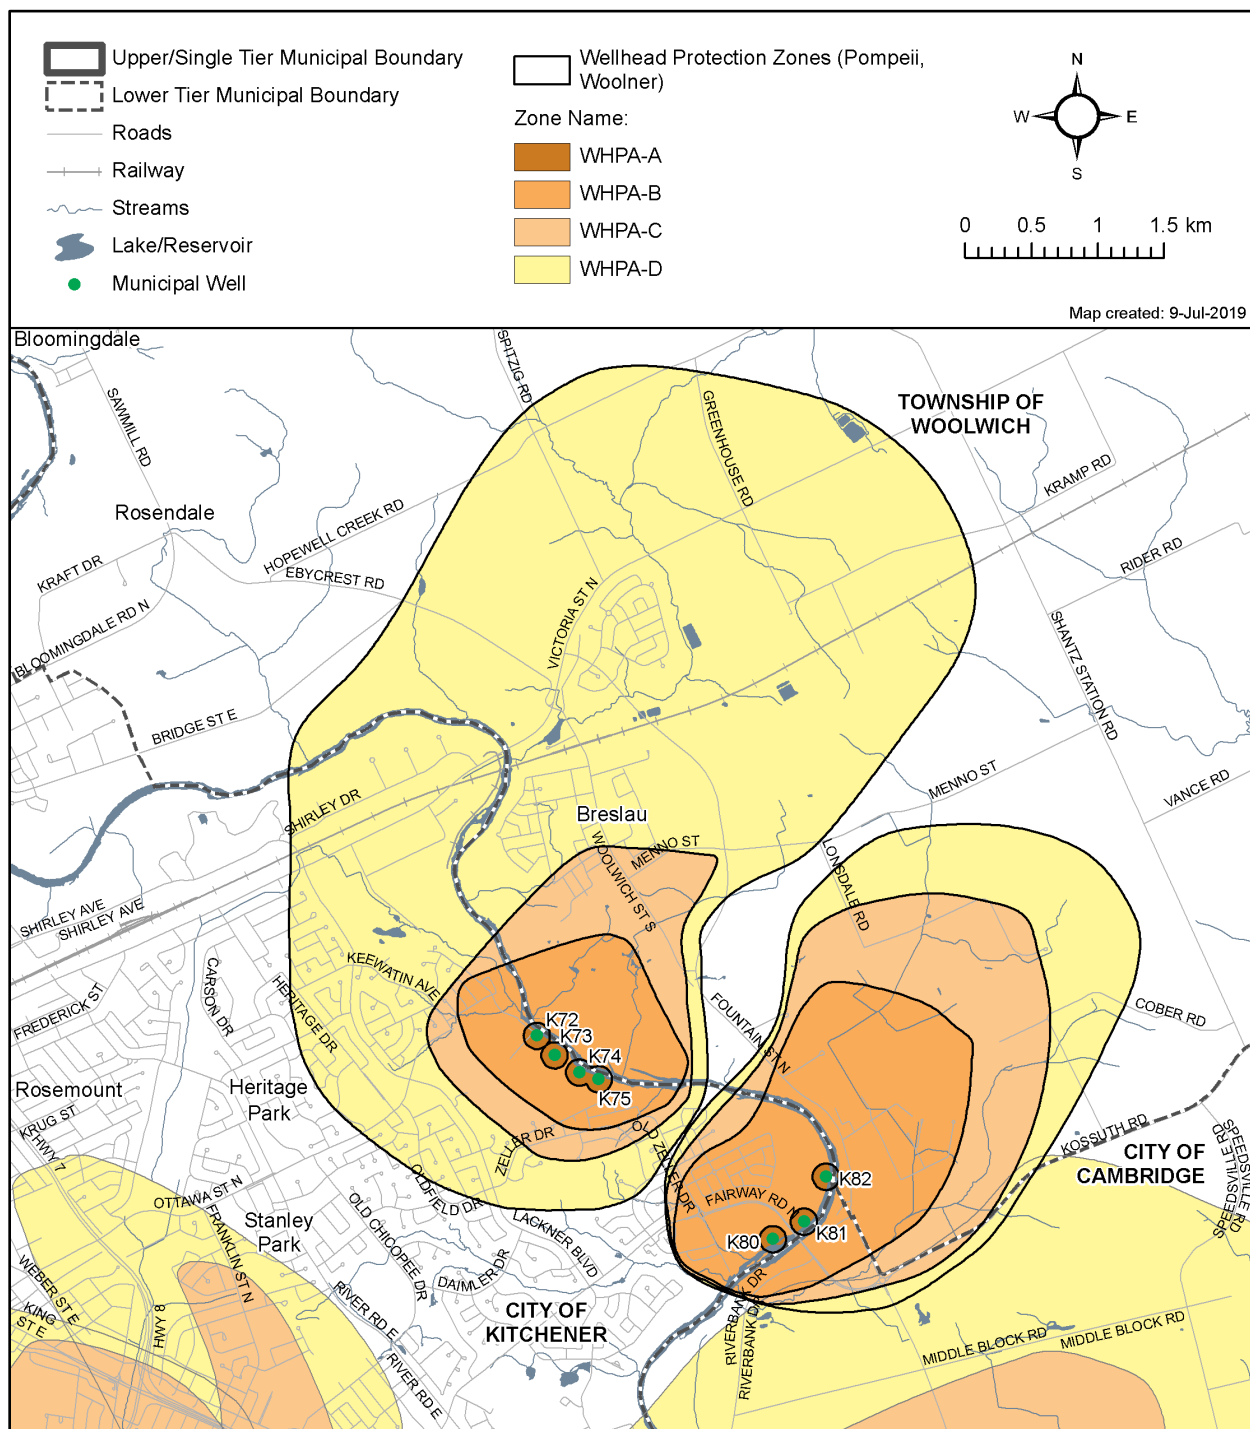 Upper/Single Tier Municipal Boundary
Lower Tier Municipal Boundary
Roads
Railway
Streams
Lake/Reservoir
Municipal Well
Wellhead Protection Zones (Pompeii,
Woolner)
Zone Name:
WHPA-A
WHPA-B
WHPA-C
WHPA-D
N
W
E
S
0
0.5
1
1.5 km
Map created: 9-Jul-2019
Bloomingdale
SPITZIG RD
SAWMILL RD
GREENHOUSE RD
TOWNSHIP OF
WOOLWICH
KRAMP RD
Rosendale
HOPEWELL CREEK RD
RIDER RD
KRAFT DR
EBYCREST RD
BLOOMINGDALE RD N
VICTORIA ST N
SHANTZ STATION RD
BRIDGE ST E
MENNO ST
VANCE RD
SHIRLEY DR
Breslau
WOOLWICH ST S
MENNO ST
LONSDALE RD
SHIRLEY AVE
SHIRLEY AVE
KEEWATIN AVE
CARSON DR
HERITAGE DR
FREDERICK ST
FOUNTAIN ST N
COBER RD
K72
K73
K74
K75
Rosemount
Heritage
Park
KRUG ST
HWY 7
ZELLER DR
OLD ZELLER DR
KOSSUTH RD
CITY OF
CAMBRIDGE
SPEEDSVILLE RD
SPEEDSVILLE RD
OTTAWA ST N
OLDFIELD DR
FAIRWAY RD N
K82
K81
K80
Stanley
Park
FRANKLIN ST N
OLD CHICOPEE DR
LACKNER BLVD
DAIMLER DR
WEBER ST E
KING
ST E
HWY 8
RIVER RD E
RIVER RD E
CITY OF
KITCHENER
RIVERBANK DR
RIVERBANK DR
MIDDLE BLOCK RD
MIDDLE BLOCK RD